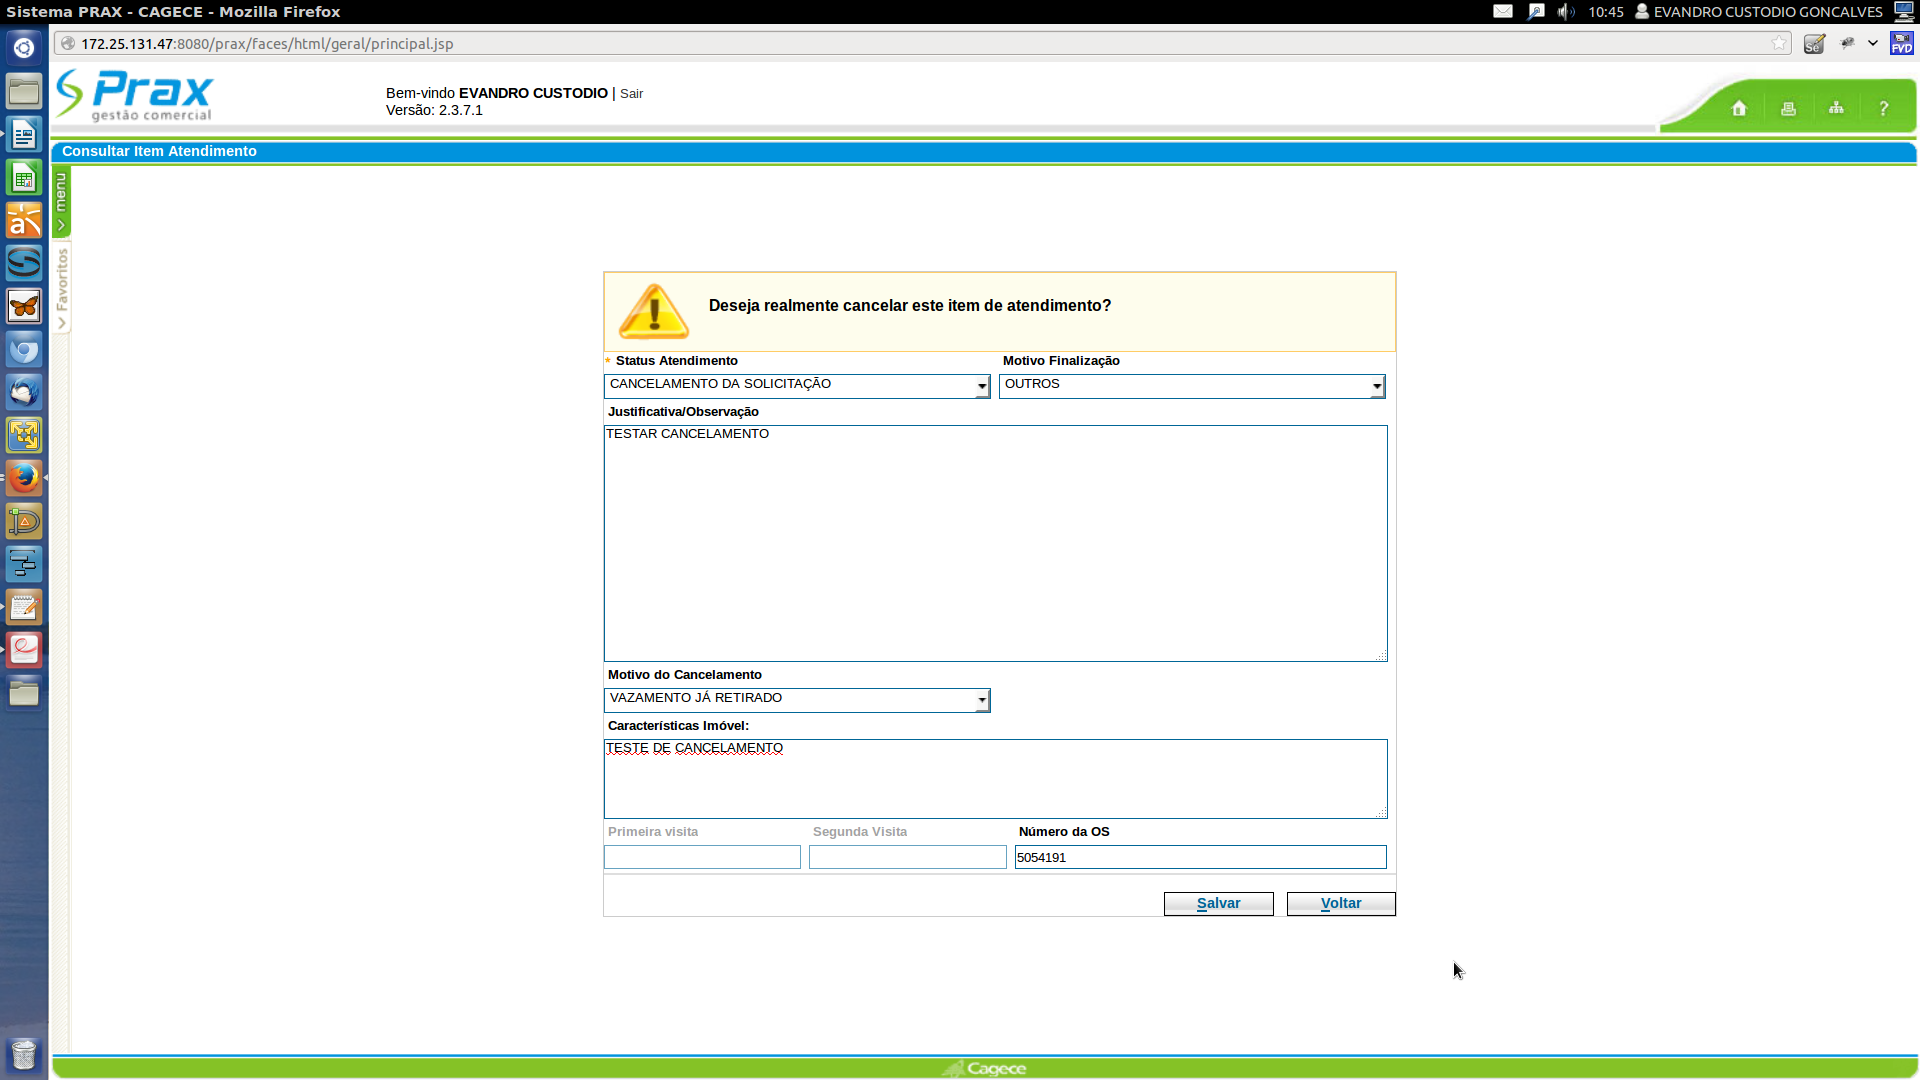 Sistema PRAX - CAGECE - Mozilla Firefox
10:45 EVANDRO CUSTODIO GONCALVES
172.25.131.47:8080/prax/faces/html/geral/principal.jsp
Se
FVD
Prax
gestão comercial
Bem-vindo EVANDRO CUSTODIO | Sair
Versão: 2.3.7.1
?
Consultar Item Atendimento
menu
Favoritos
Deseja realmente cancelar este item de atendimento?
* Status Atendimento Motivo Finalização
CANCELAMENTO DA SOLICITAÇÃO OUTROS
Justificativa/Observação
TESTAR CANCELAMENTO
Motivo do Cancelamento
VAZAMENTO JÁ RETIRADO
Características Imóvel:
TESTE DE CANCELAMENTO
Primeira visita Segunda Visita Número da OS
5054191
Salvar Voltar
Cagece